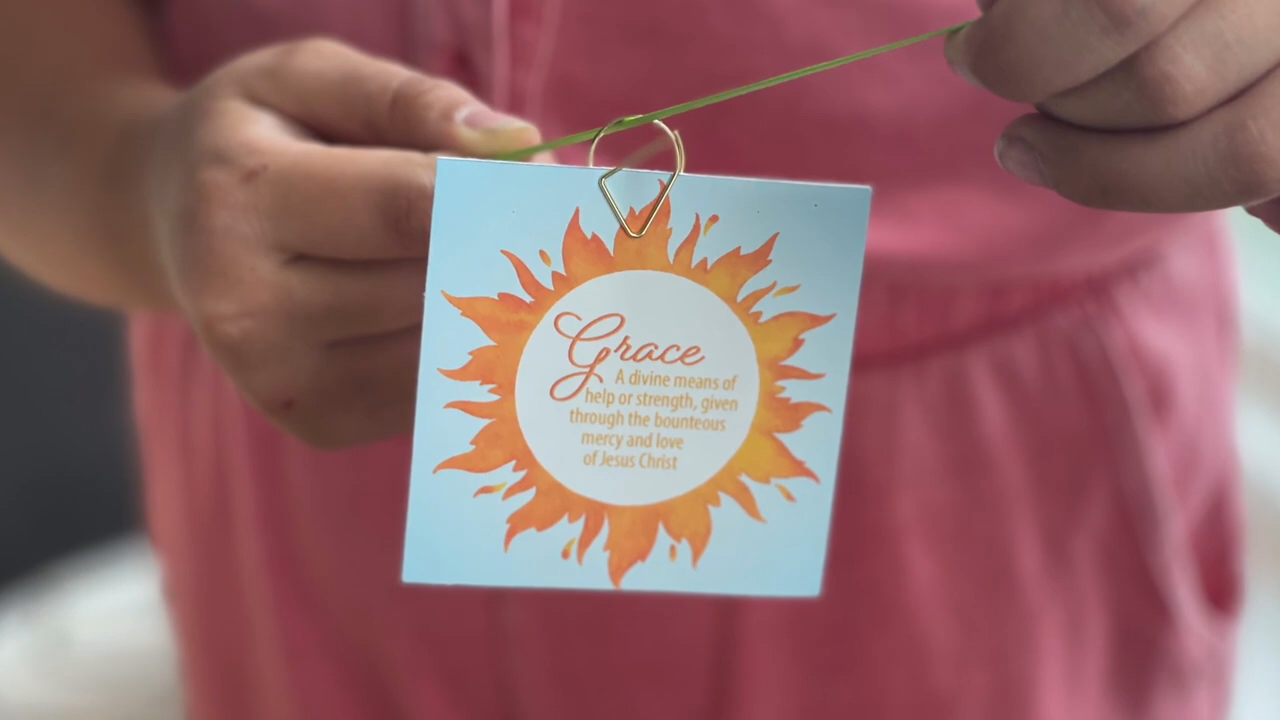 Grace
A divine means of
help or strength, given
through the bounteous
mercy and love
of Jesus Christ